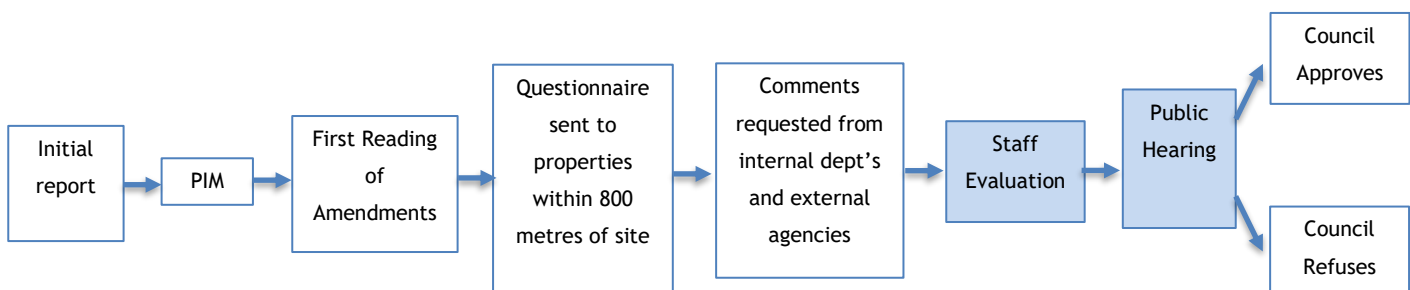 Initial
report
PIM
First Reading
of
Amendments
Questionnaire
sent to
properties
within 800
metres of site
Comments
requested from
internal dept’s
and external
agencies
Staff
Evaluation
Public
Hearing
Council
Approves
Council
Refuses